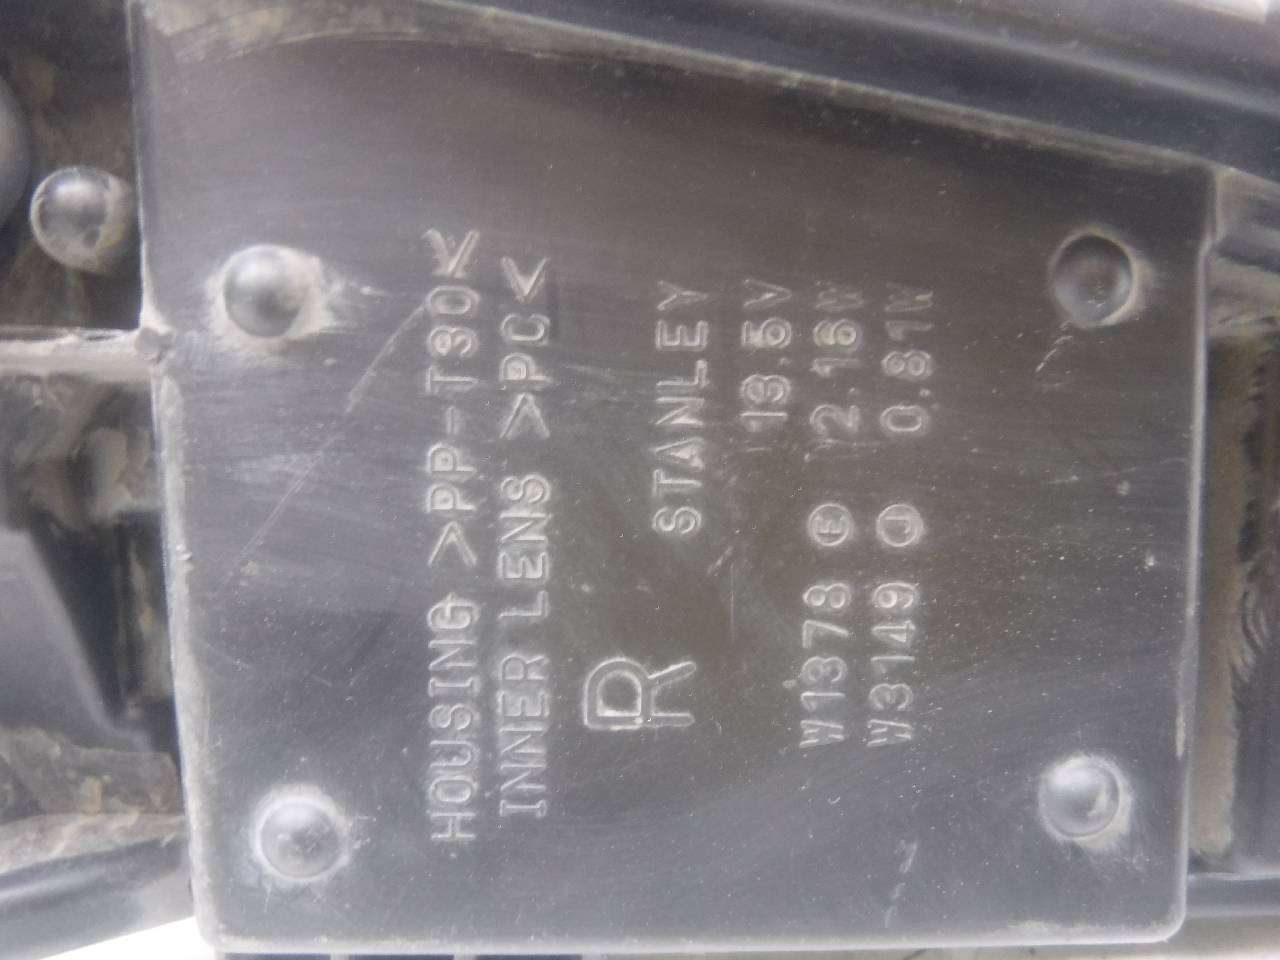 HOUSING >PP-T30<
INNER LENS >PC<
R STANLEY
13.5V
W1378 Ⓔ 2.16W
W3149 Ⓙ 0.81W